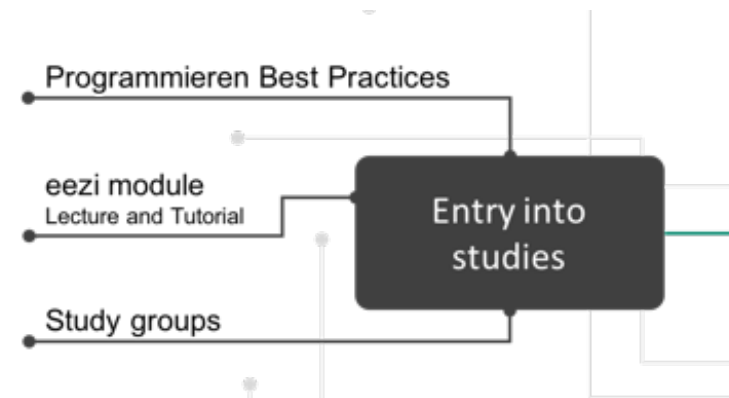 Programmieren Best Practices
eezi module
Lecture and Tutorial
Entry into
studies
Study groups